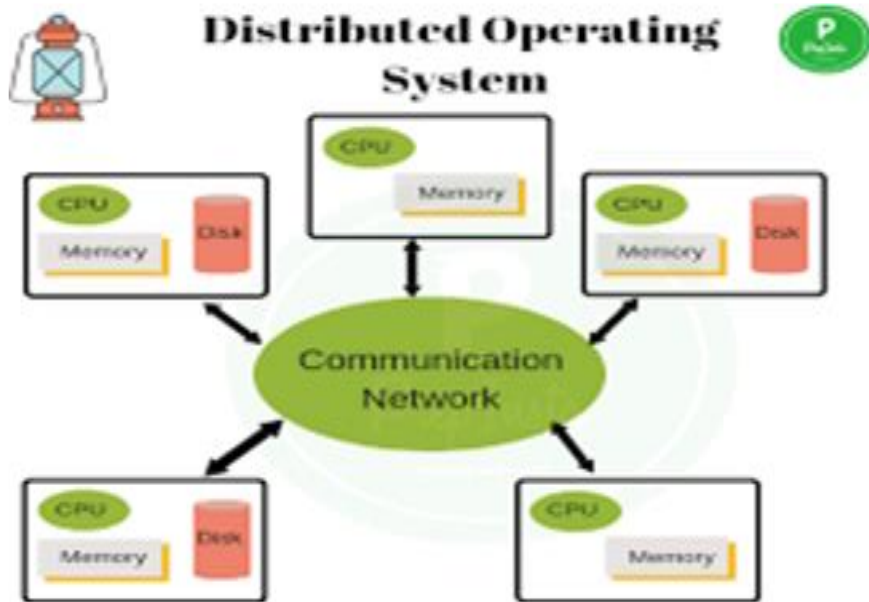 Distributed Operating
System
P
CPU
Memory
CPU
Disk
Memory
CPU
Disk
Memory
Communication
Network
CPU
Disk
Memory
CPU
Memory